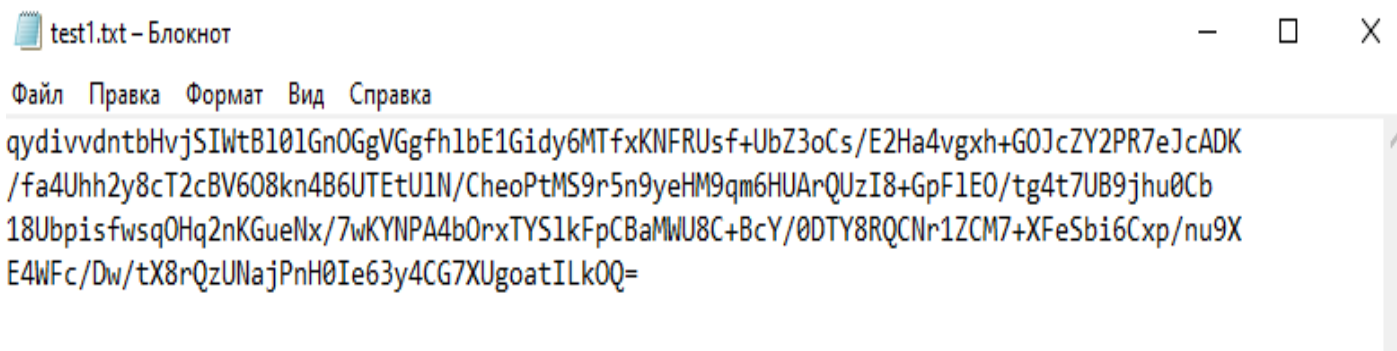 test1.txt – Блокнот
Файл Правка Формат Вид Справка
qydivvdntbHvjSIWtBl0lGnOGgVGgfhlbE1Gidy6MTfxKNFRUsf+UbZ3oCs/E2Ha4vgxh+GOJcZY2PR7eJcADK
/fa4Uhh2y8cT2cBV6O8kn4B6UTEtUlN/CheoPtMS9r5n9yeHM9qm6HUArQUzI8+GpFlEO/tg4t7UB9jhu0Cb
18UbpisfwsqOHq2nKGueNx/7wKYNPA4bOrxTYSlkFpCBaMWU8C+BcY/0DTY8RQCNr1ZCM7+XFeSbi6Cxp/nu9X
E4WFc/Dw/tX8rQzUNajPnH0Ie63y4CG7XUgoatILkOQ=